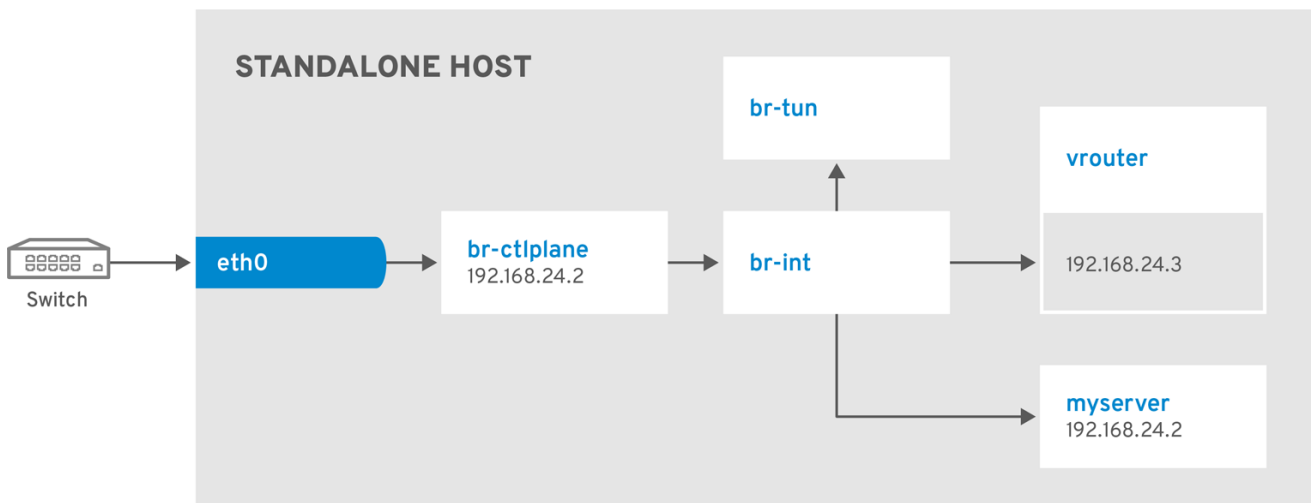 STANDALONE HOST
Switch
eth0
br-ctlplane
192.168.24.2
br-int
br-tun
vrouter
192.168.24.3
myserver
192.168.24.2